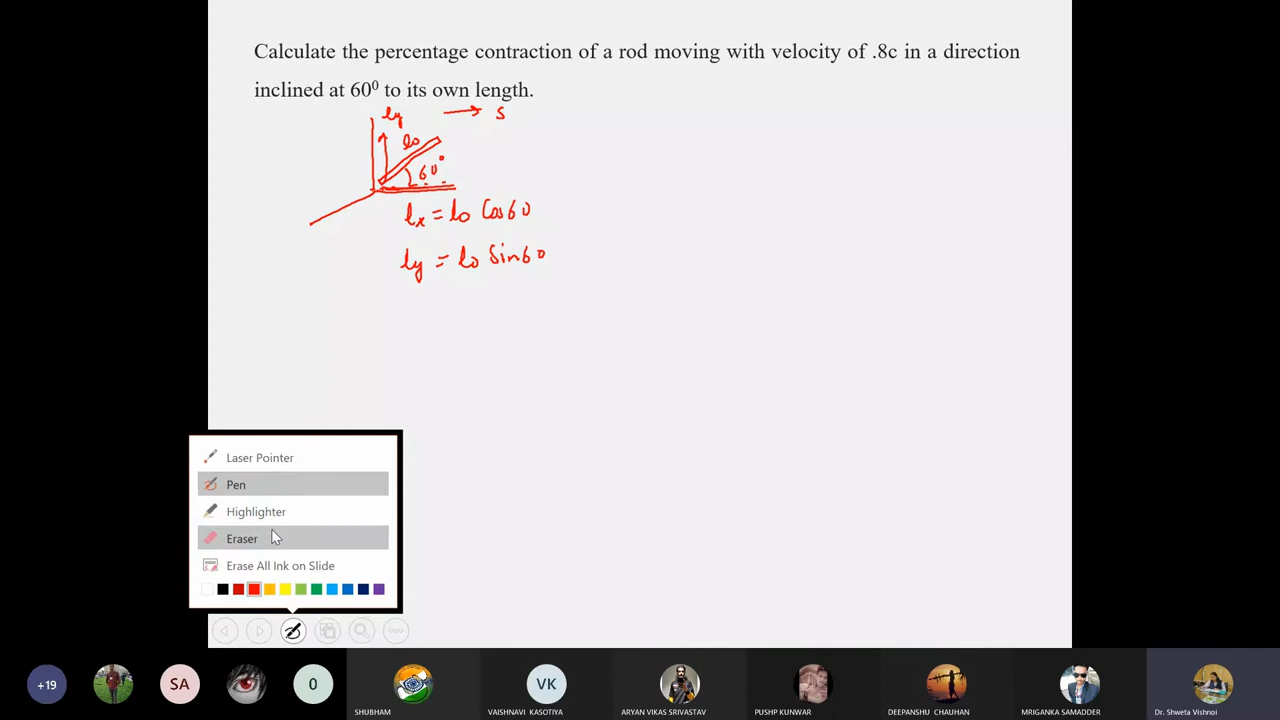 Calculate the percentage contraction of a rod moving with velocity of .8c in a direction
inclined at 60⁰ to its own length.
ly
s
lo
60°
lx = lo Cos60
ly = lo Sin60
Laser Pointer
Pen
Highlighter
Eraser
Erase All Ink on Slide
+19
SA
0
SHUBHAM
VK
VAISHNAVI KASOTIYA
ARYAN VIKAS SRIVASTAV
PUSHP KUNWAR
DEEPANSHU CHAUHAN
MRIGANKA SAMADDER
Dr. Shweta Vishnoi